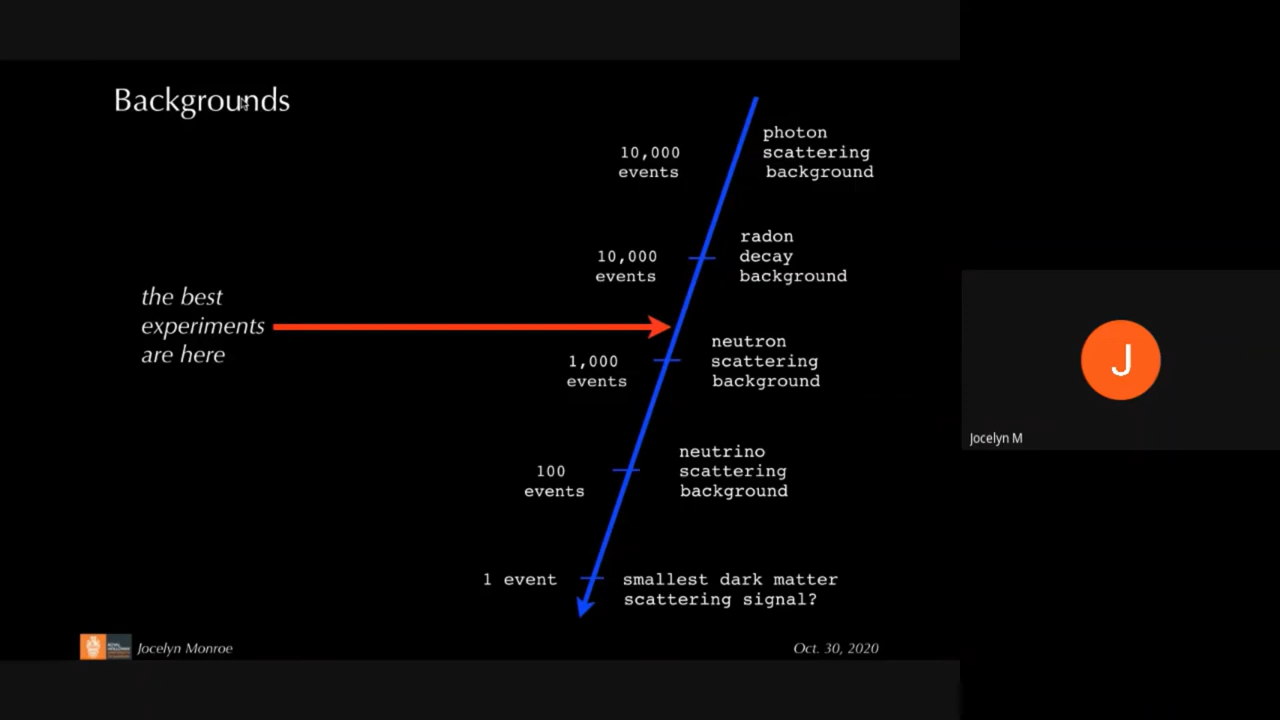 Backgrounds
10,000
events
photon
scattering
background
10,000
events
radon
decay
background
the best
experiments
are here
1,000
events
neutron
scattering
background
100
events
neutrino
scattering
background
1 event
smallest dark matter
scattering signal?
Jocelyn Monroe
Oct. 30, 2020
J
Jocelyn M